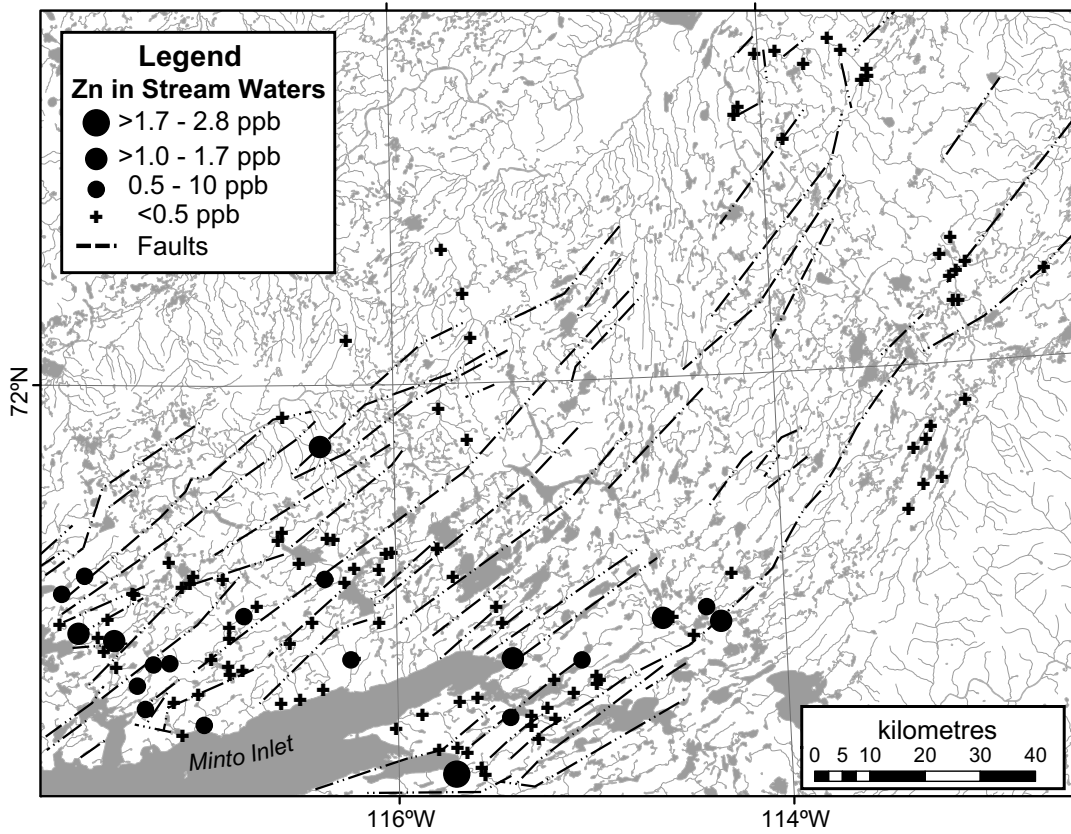 Legend
Zn in Stream Waters
>1.7 - 2.8 ppb
>1.0 - 1.7 ppb
0.5 - 10 ppb
<0.5 ppb
Faults
72ºN
Minto Inlet
kilometres
0 5 10 20 30 40
116ºW 114ºW